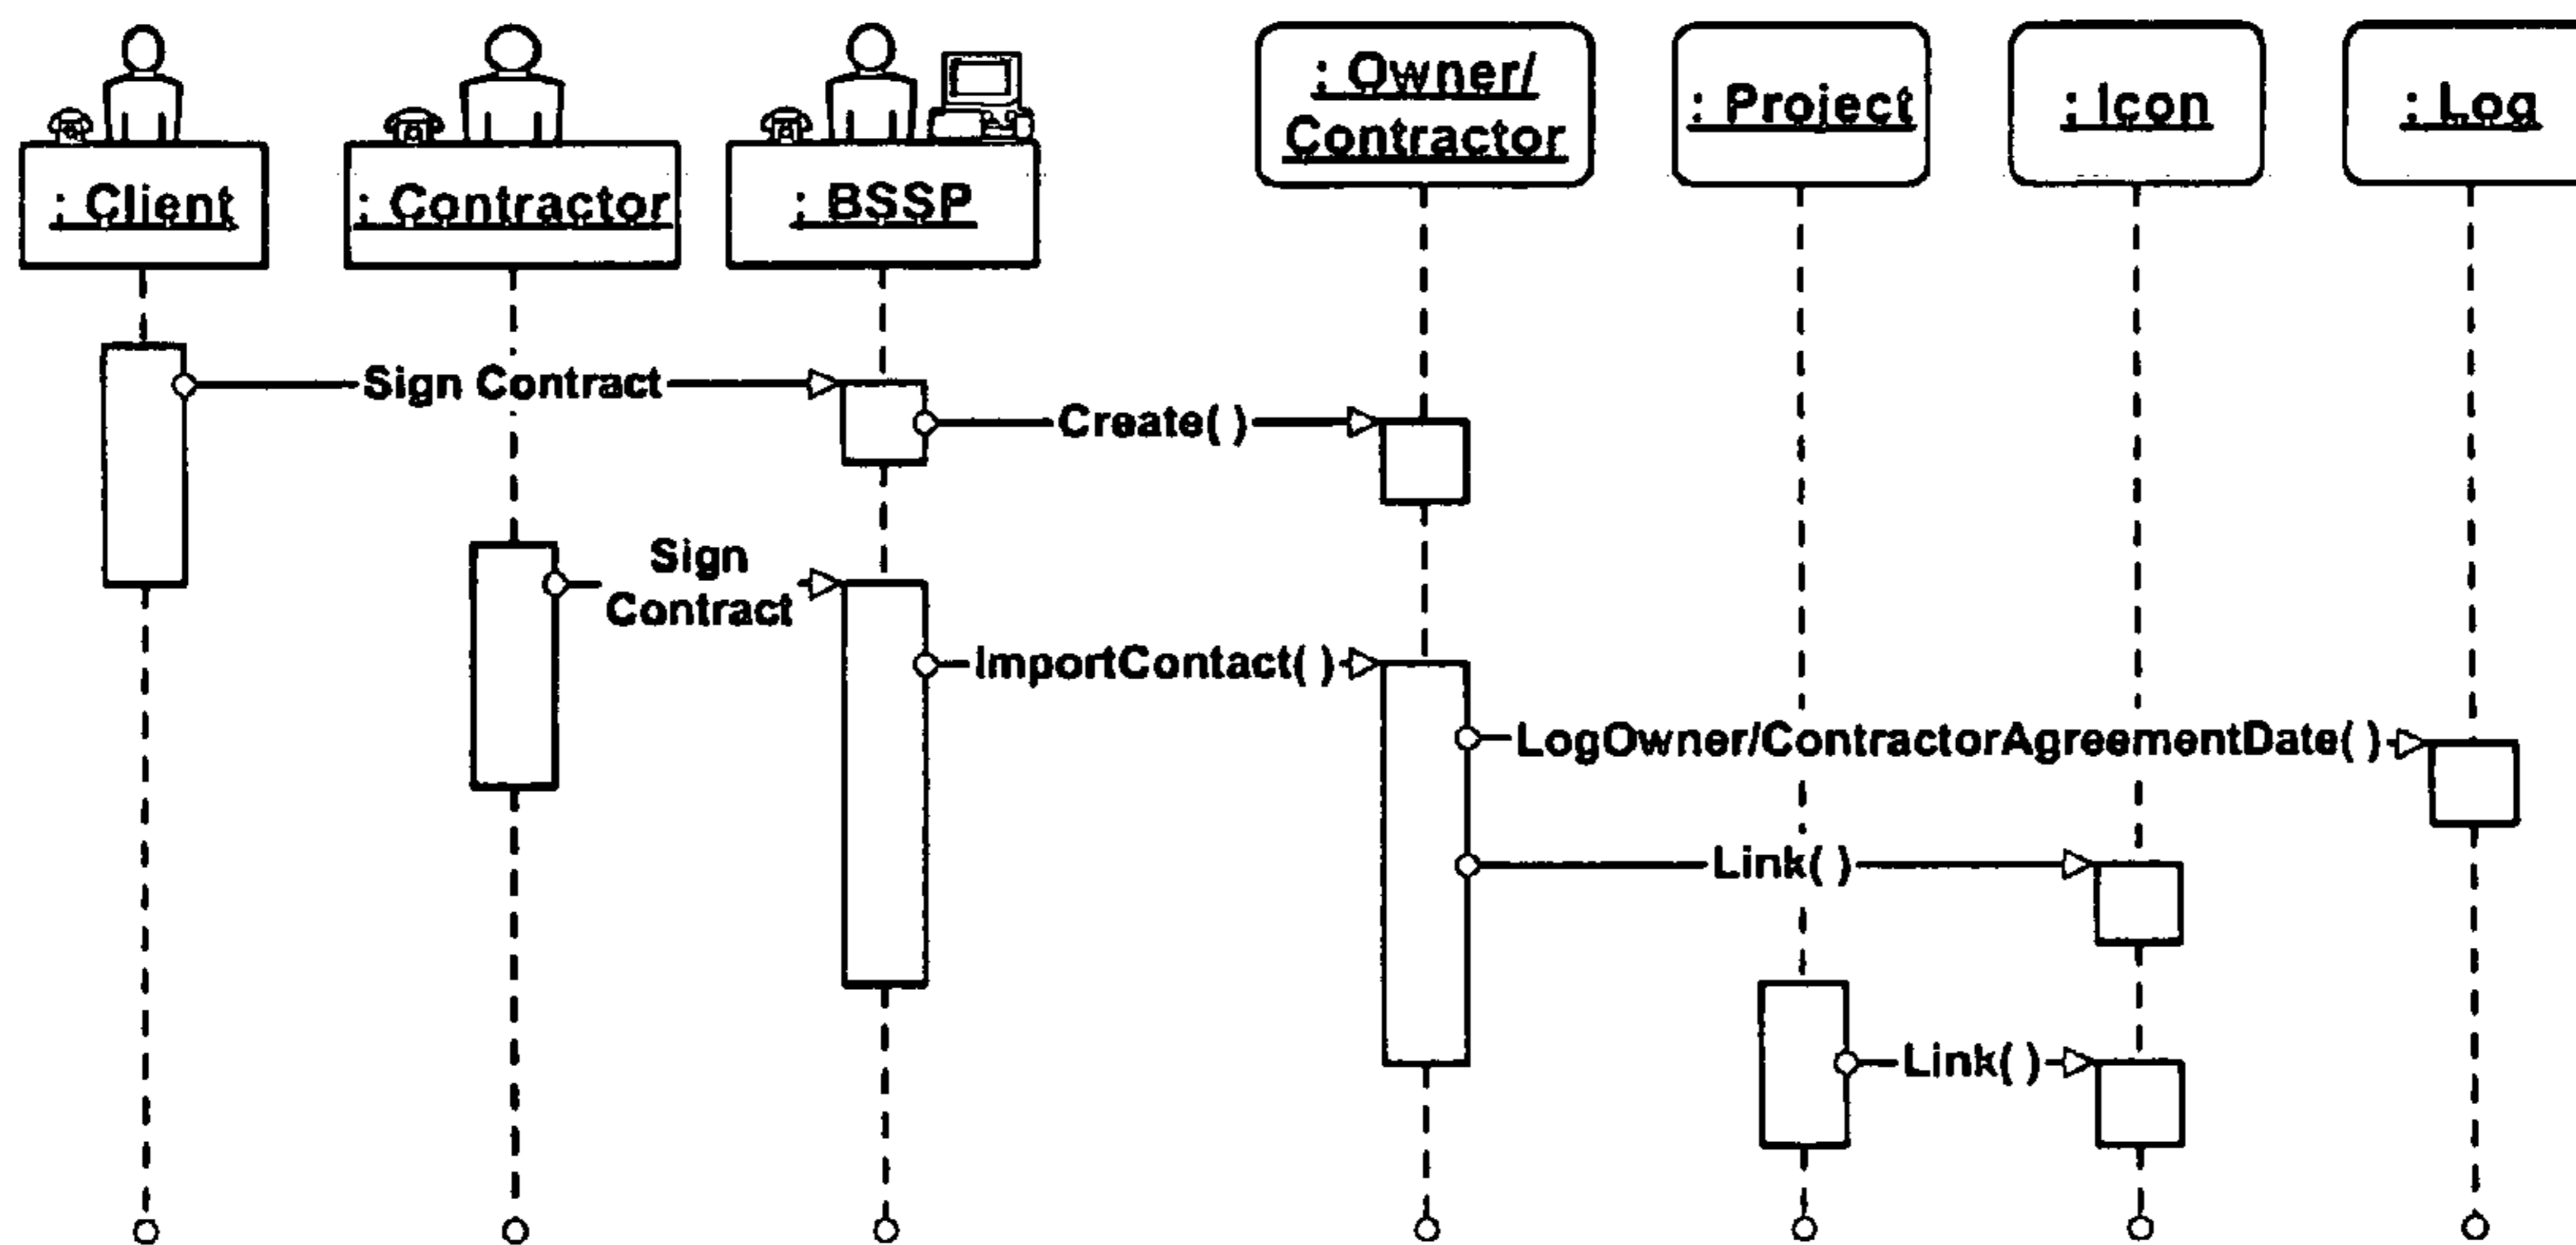 : Client
: Contractor
: BSSP
: Owner/
Contractor
: Project
: Icon
: Log
Sign Contract
Create( )
Sign
Contract
ImportContact( )
LogOwner/ContractorAgreementDate( )
Link( )
Link( )